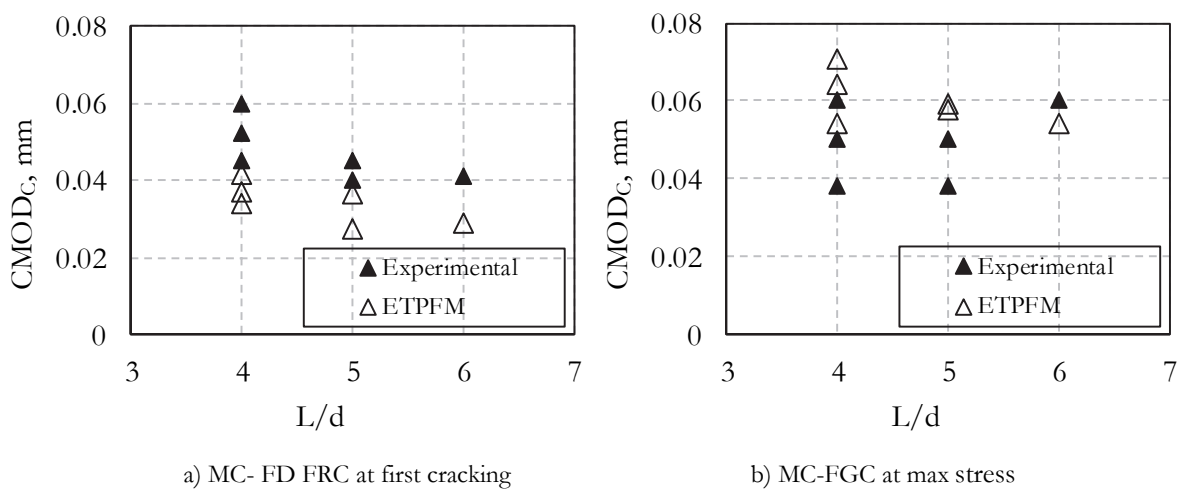 0.08
0.06
0.04
0.02
0
CMODC, mm
3 4 5 6 7
L/d
Experimental
ETPFM
a) MC- FD FRC at first cracking
0.08
0.06
0.04
0.02
0
CMODC, mm
3 4 5 6 7
L/d
Experimental
ETPFM
b) MC-FGC at max stress